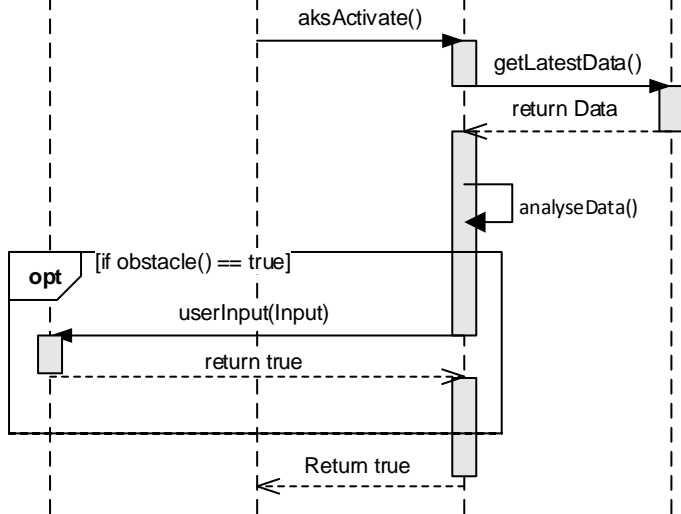 aksActivate()
getLatestData()
return Data
analyseData()
[if obstacle() == true]
opt
userInput(Input)
return true
Return true